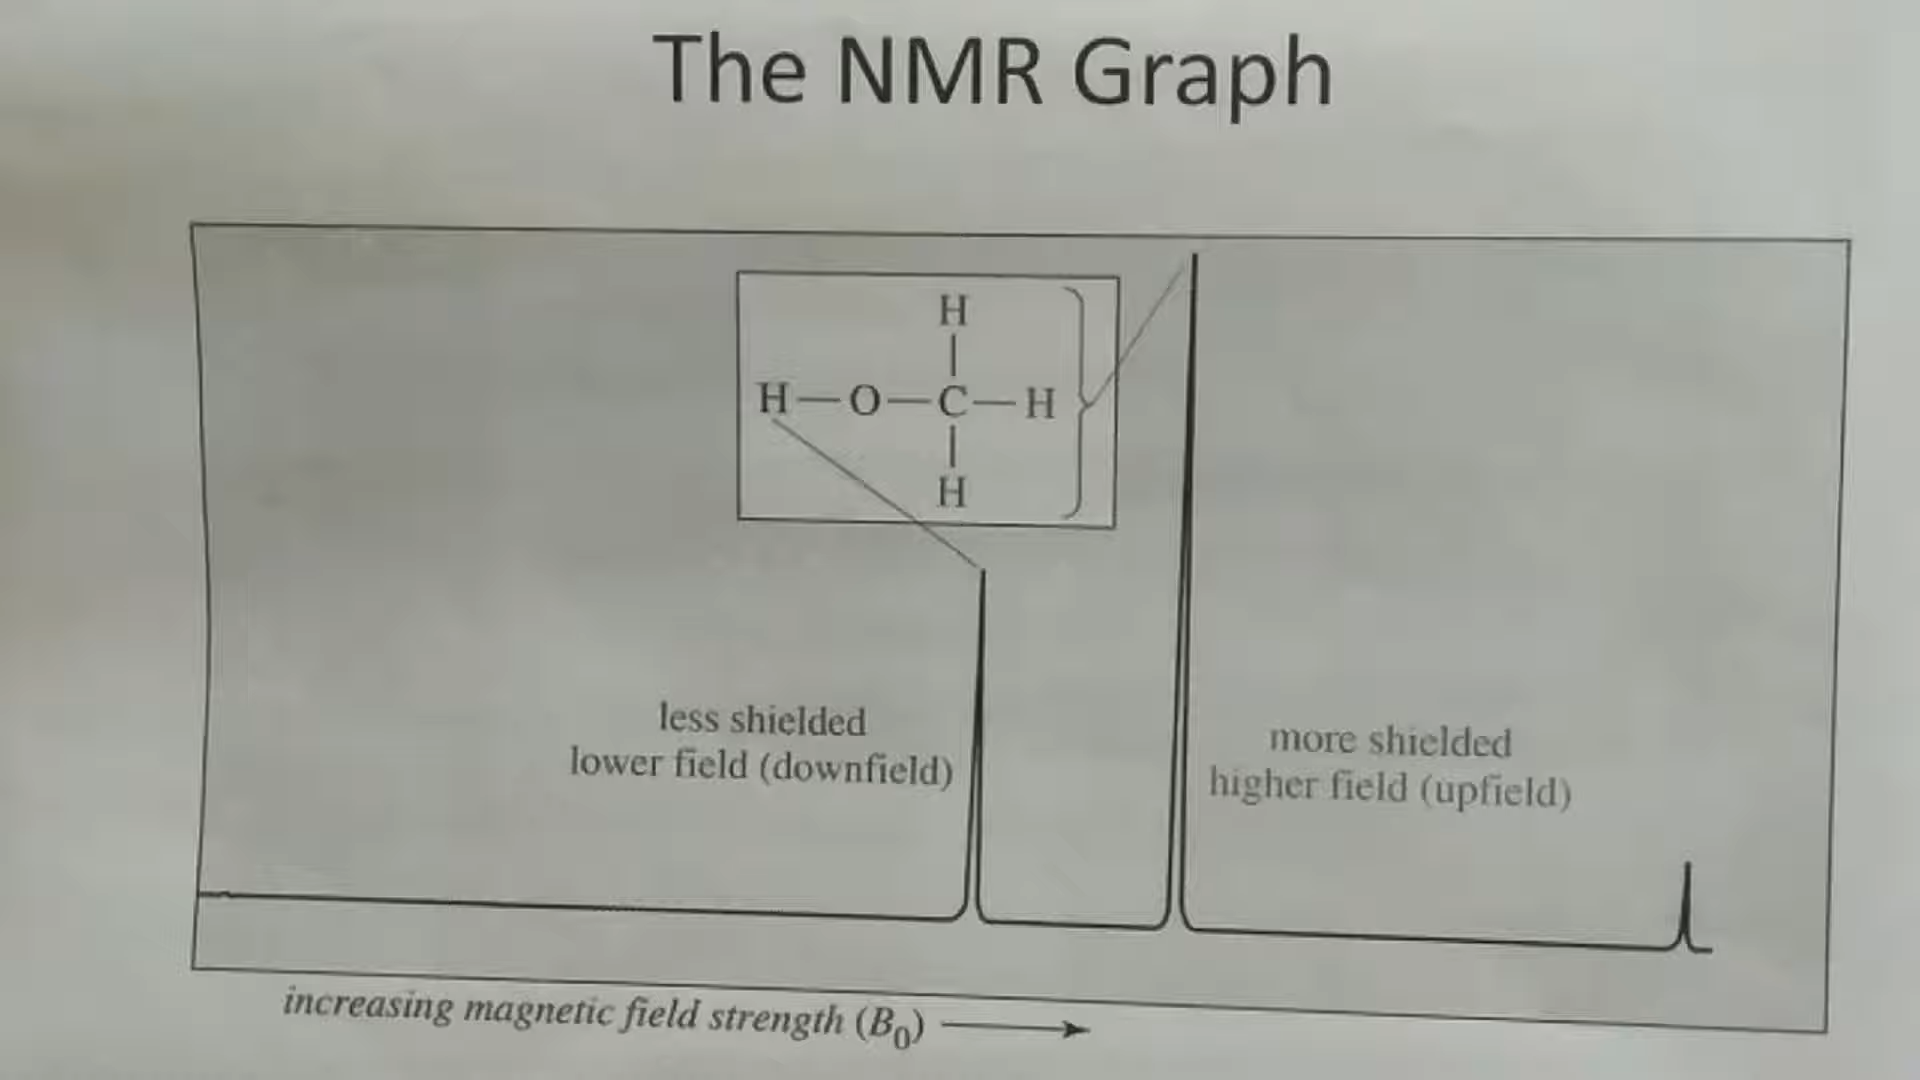 The NMR Graph
H
H—O—C—H
H
less shielded
lower field (downfield)
more shielded
higher field (upfield)
increasing magnetic field strength (B₀) ⟶